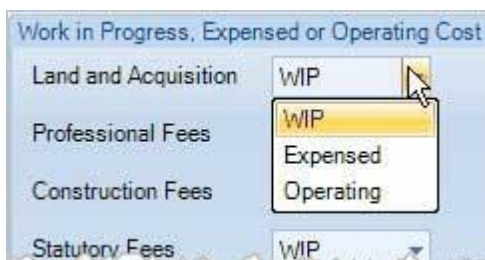 Work in Progress, Expensed or Operating Cost
Land and Acquisition WIP
WIP
Professional Fees
Expensed
Construction Fees Operating
Statutory Fees WIP